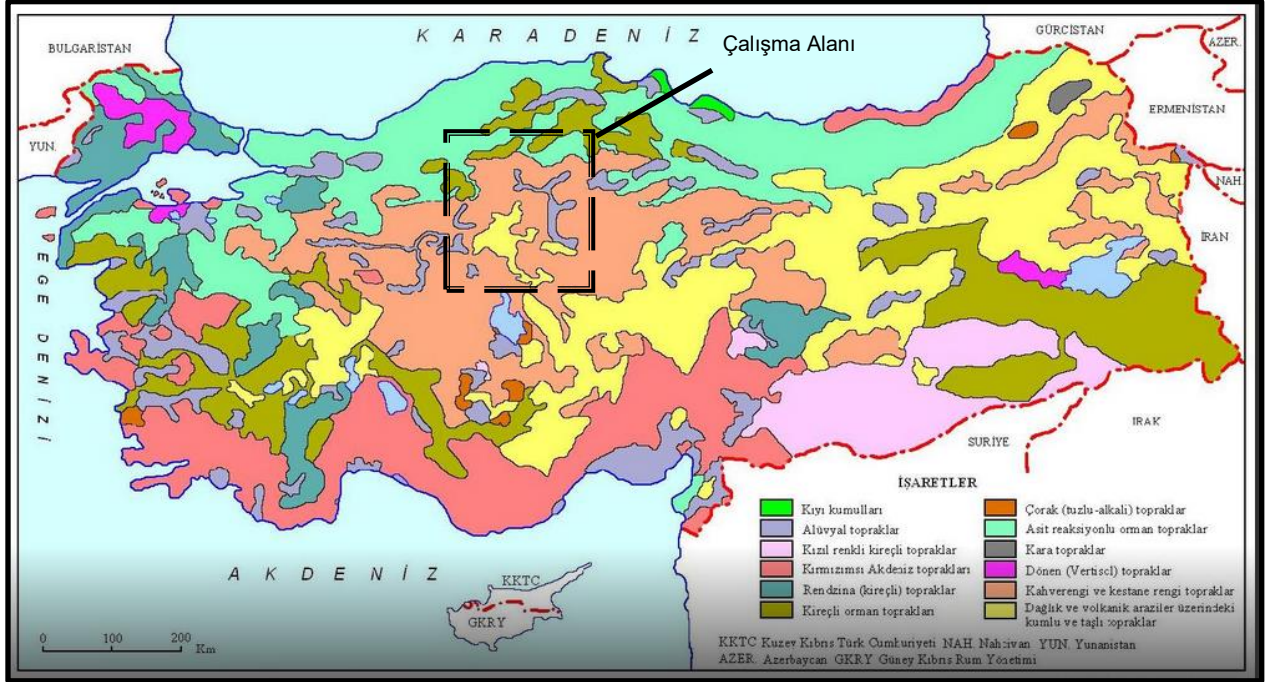 KARADENİZ
Çalışma Alanı
BULGARİSTAN
GÜRCİSTAN
AZER.
ERMENİSTAN
YUN.
NAH.
İRAN
EGE DENİZİ
IRAK
SURİYE
AKDENİZ
KKTC
GKRY
0 100 200
Km
İŞARETLER
Kıyı kumulları
Alüvyal topraklar
Kızıl renkli kireçli topraklar
Kırmızımsı Akdeniz toprakları
Rendzina (kireçli) topraklar
Kireçli orman toprakları
Çorak (tuzlu-alkali) topraklar
Asit reaksiyonlu orman topraklar
Kara topraklar
Dönen (Vertiscl) topraklar
Kahverengi ve kestane rengi topraklar
Dağlık ve volkanik araziler üzerindeki
kumlu ve taşlı topraklar
KKTC Kuzey Kıbrıs Türk Cumhuriyeti NAH. Nahcivan YUN. Yunanistan
AZER. Azerbaycan GKRY Güney Kıbrıs Rum Yönetimi